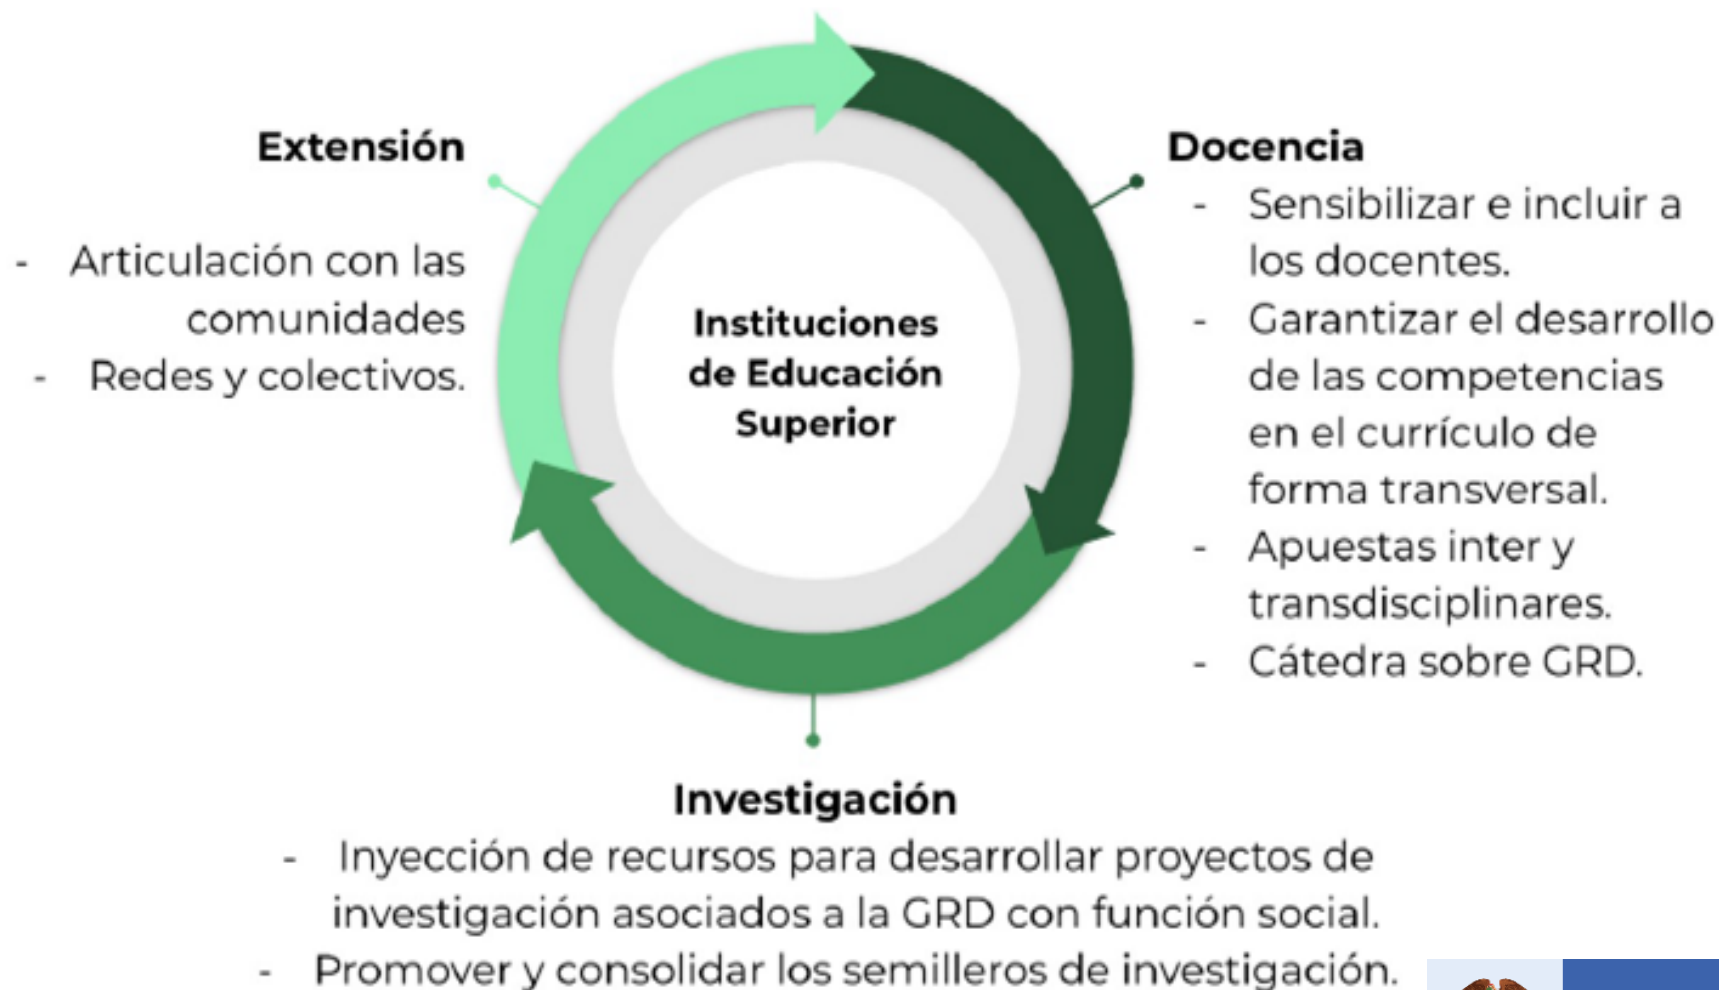 Extensión
- Articulación con las
comunidades
- Redes y colectivos.
Instituciones
de Educación
Superior
Docencia
- Sensibilizar e incluir a
los docentes.
- Garantizar el desarrollo
de las competencias
en el currículo de
forma transversal.
- Apuestas inter y
transdisciplinares.
- Cátedra sobre GRD.
Investigación
- Inyección de recursos para desarrollar proyectos de
investigación asociados a la GRD con función social.
- Promover y consolidar los semilleros de investigación.